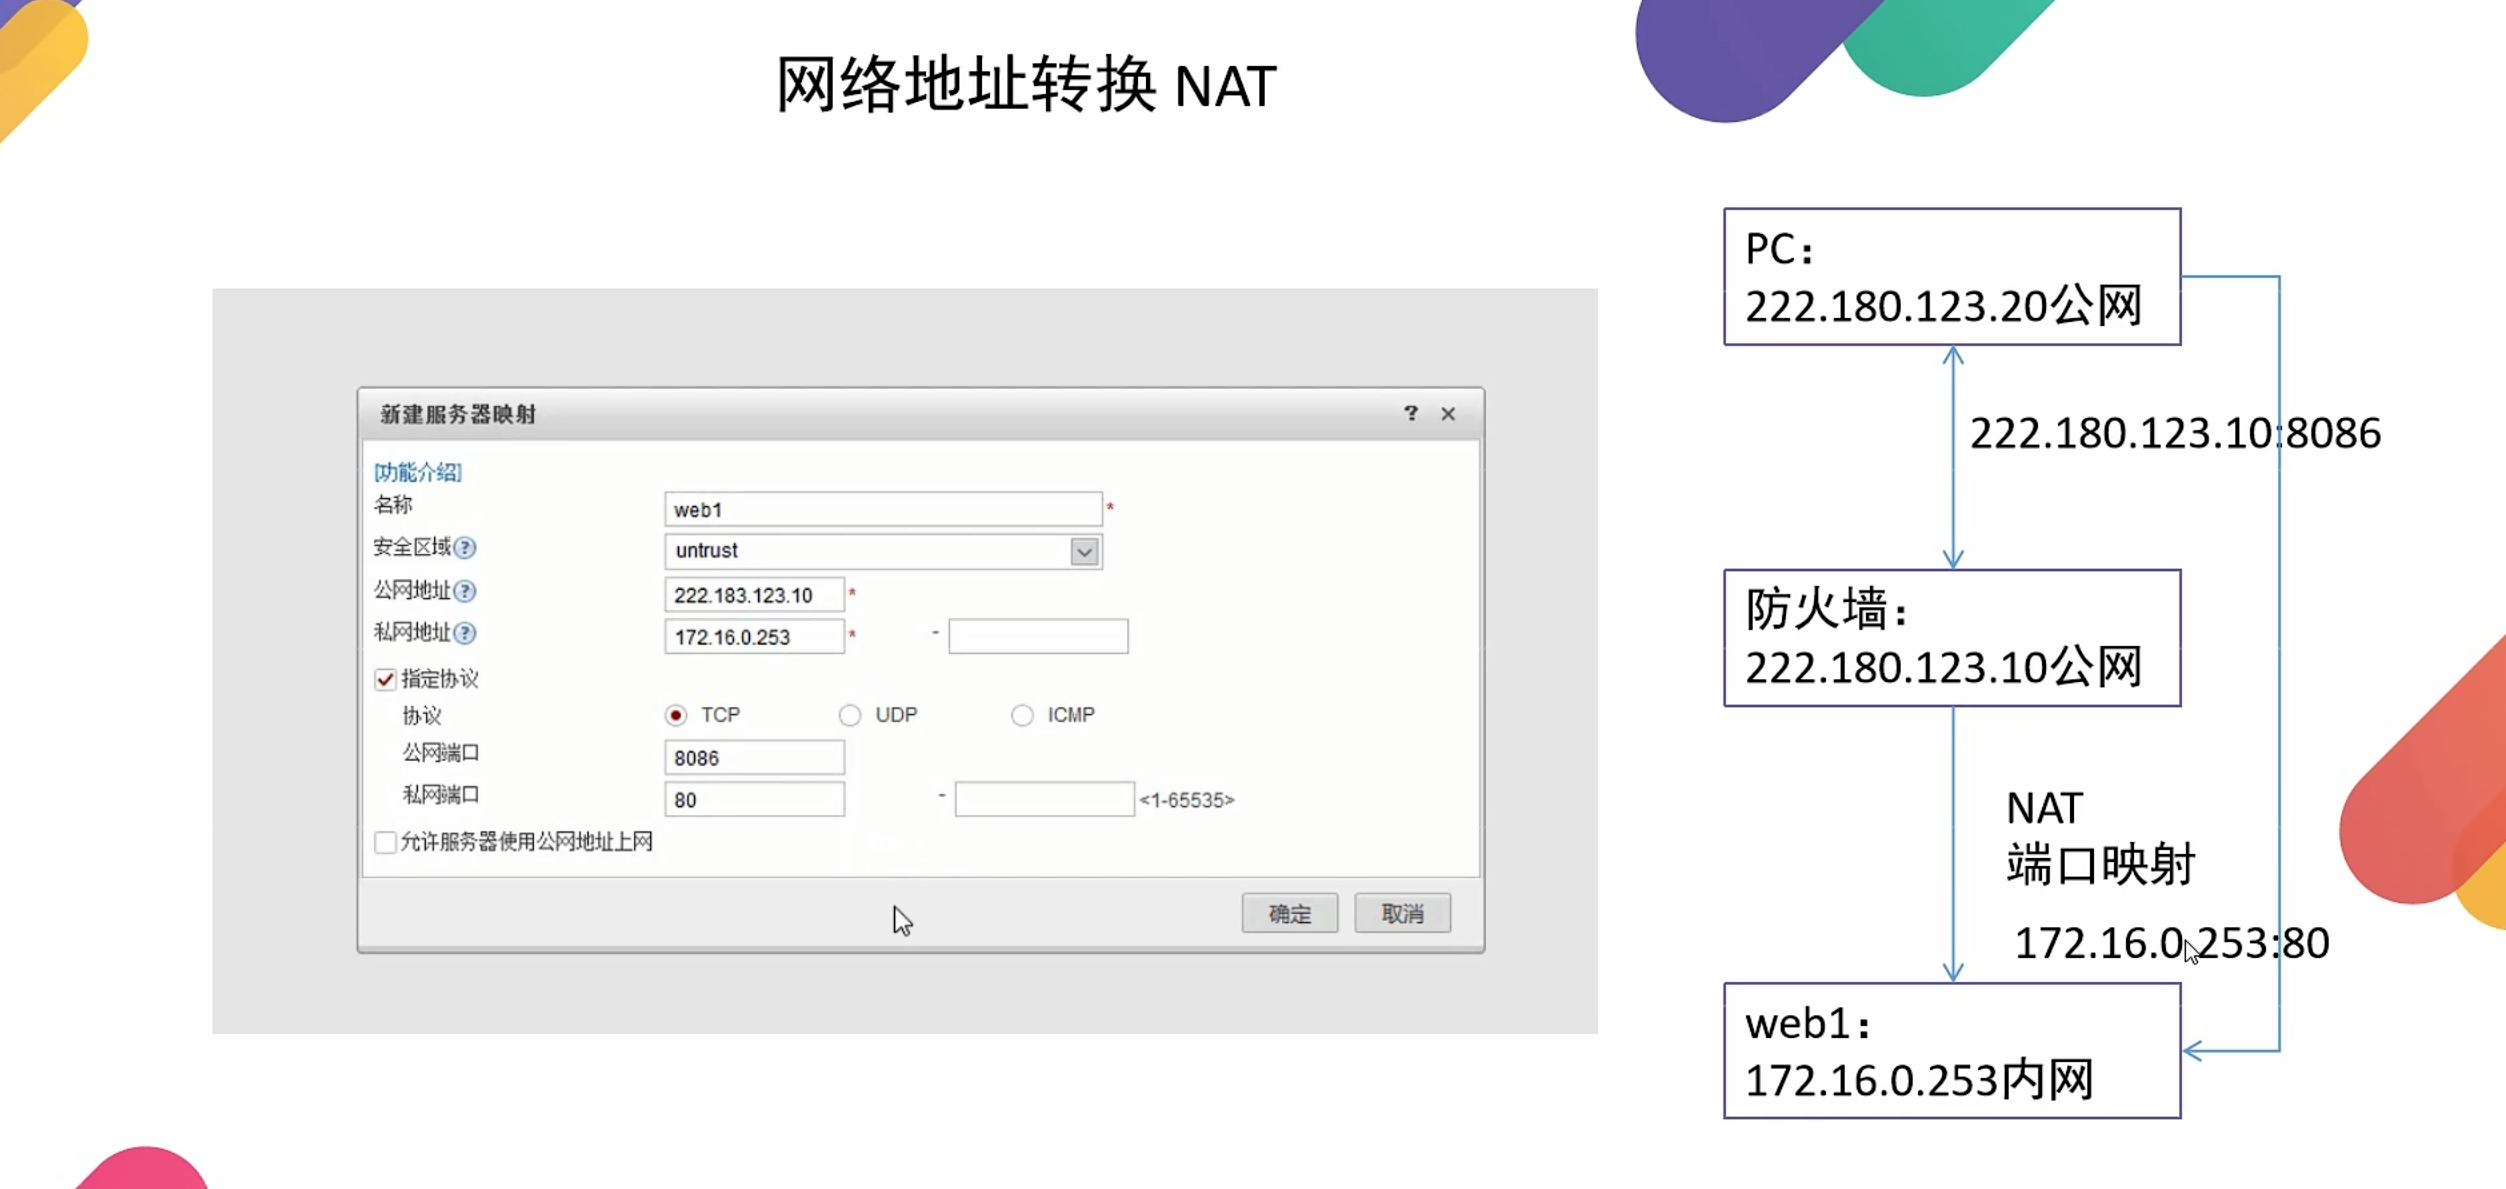 网络地址转换 NAT
新建服务器映射
? ×
[功能介绍]
名称 web1 *
安全区域 ? untrust
公网地址 ? 222.183.123.10 *
私网地址 ? 172.16.0.253 * -
指定协议
协议 TCP UDP ICMP
公网端口 8086
私网端口 80 - <1-65535>
允许服务器使用公网地址上网
确定 取消
PC：
222.180.123.20公网
222.180.123.10:8086
防火墙：
222.180.123.10公网
NAT
端口映射
172.16.0.253:80
web1：
172.16.0.253内网